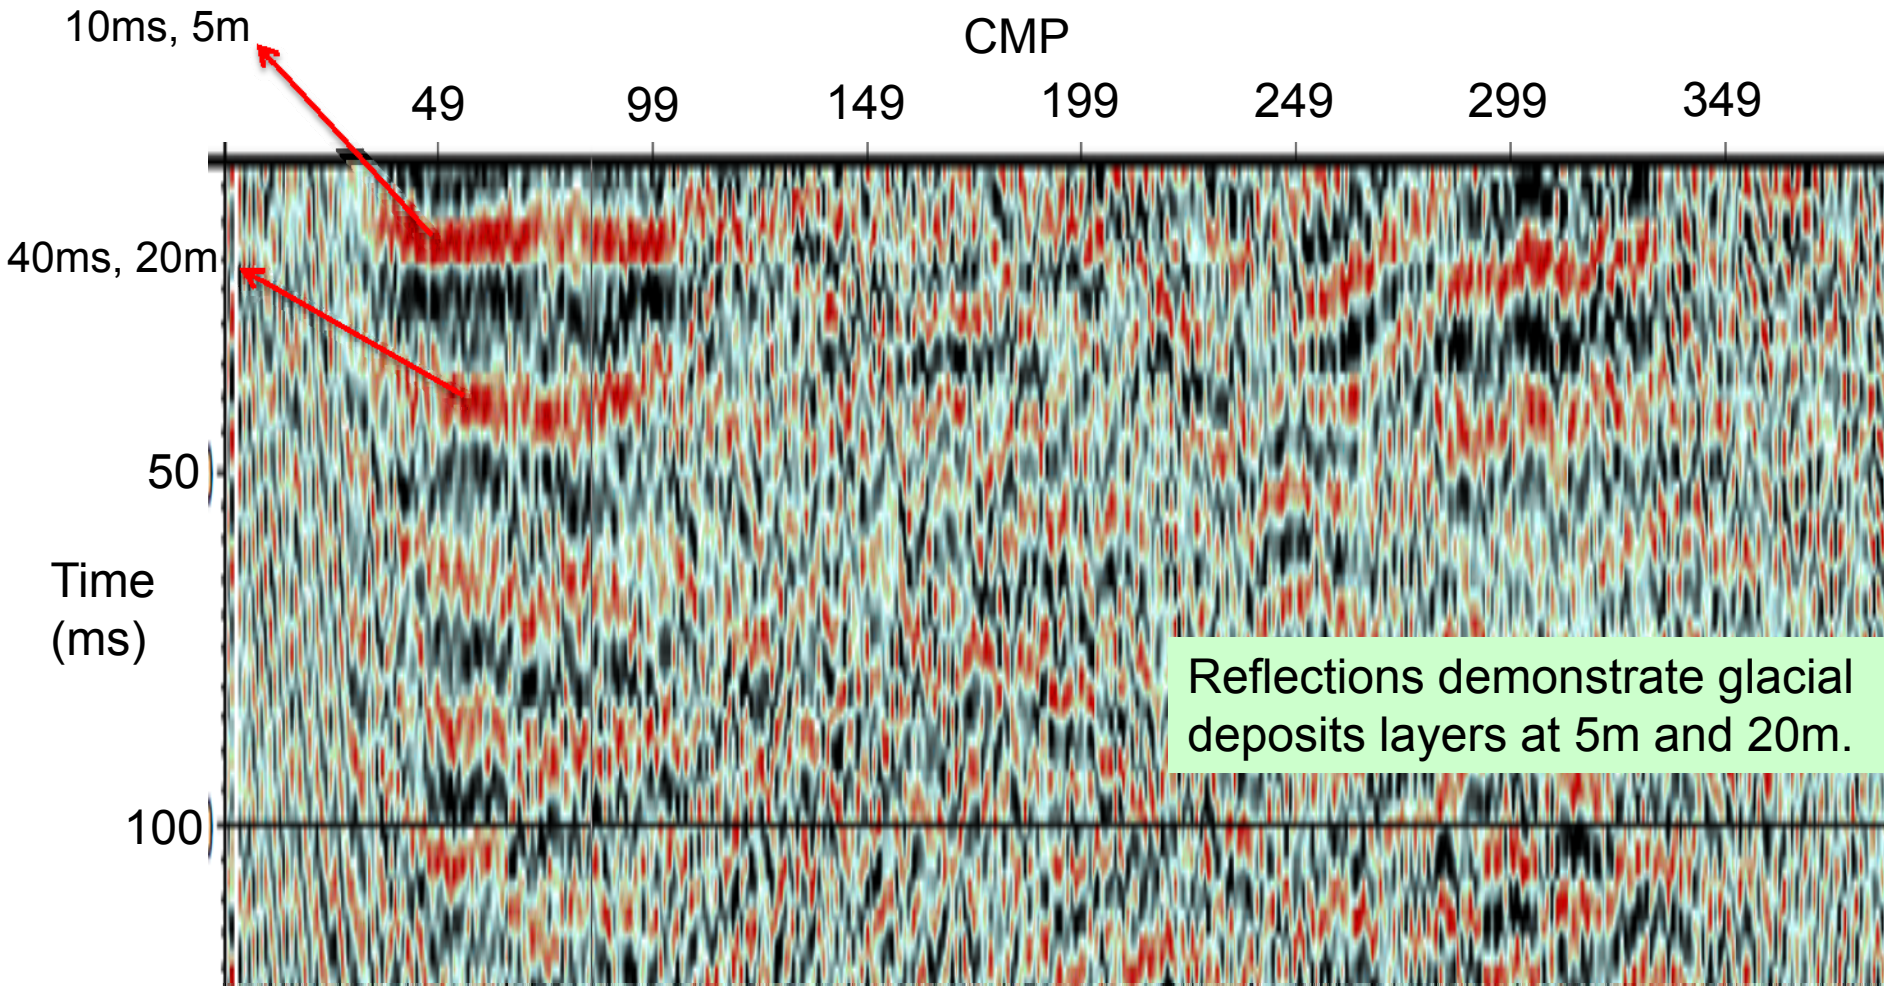 10ms, 5m
CMP
49 99 149 199 249 299 349
40ms, 20m
50
Time
(ms)
Reflections demonstrate glacial
deposits layers at 5m and 20m.
100